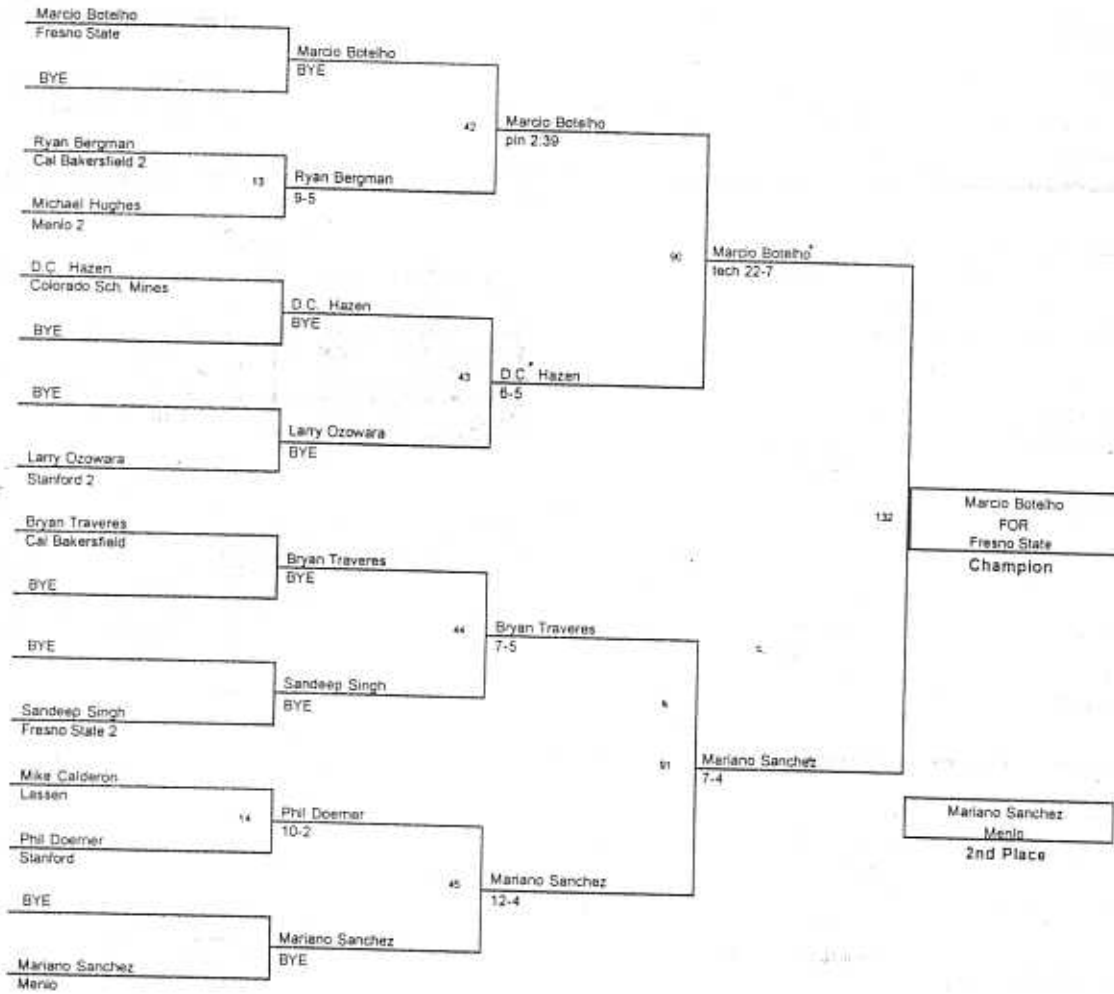 Marcio Botelho
Fresno State
BYE
Ryan Bergman
Cal Bakersfield 2
13
Michael Hughes
Menlo 2
D.C. Hazen
Colorado Sch. Mines
BYE
BYE
Larry Ozowara
Stanford 2
Bryan Traveres
Cal Bakersfield
BYE
BYE
Sandeep Singh
Fresno State 2
Mike Calderon
Lassen
14
Phil Doerner
Stanford
BYE
Mariano Sanchez
Menlo
Marcio Botelho
BYE
42
Ryan Bergman
9-5
D.C. Hazen
BYE
43
Larry Ozowara
BYE
Bryan Traveres
BYE
44
Sandeep Singh
BYE
Phil Doerner
10-2
45
Mariano Sanchez
BYE
Marcio Botelho
pin 2:39
90
D.C. Hazen
6-5
Bryan Traveres
7-5
91
Mariano Sanchez
12-4
Marcio Botelho
tech 22-7
132
Mariano Sanchez
7-4
Marcio Botelho
FOR
Fresno State
Champion
Mariano Sanchez
Menlo
2nd Place